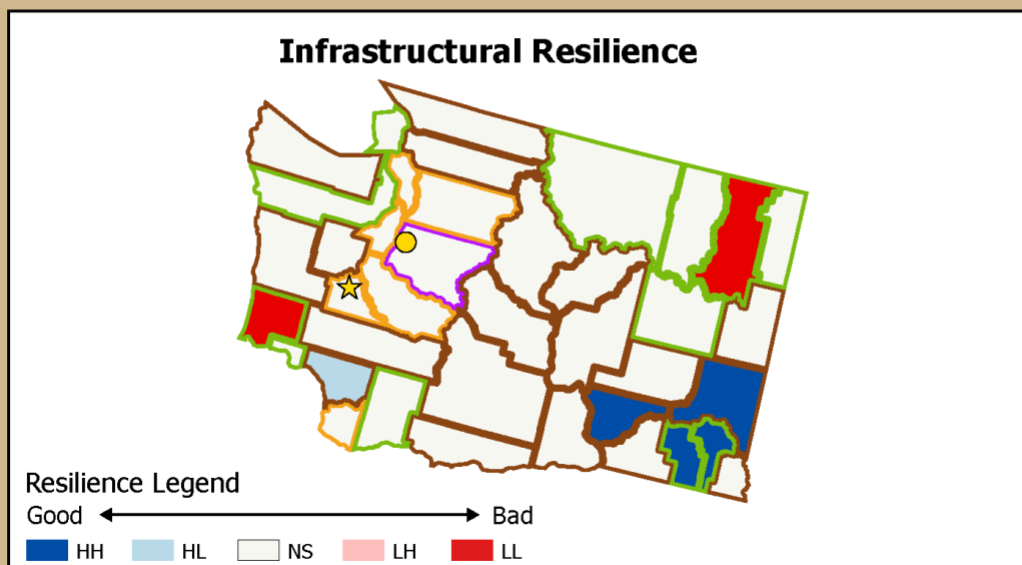 Infrastructural Resilience
Resilience Legend
Good Bad
HH HL NS LH LL